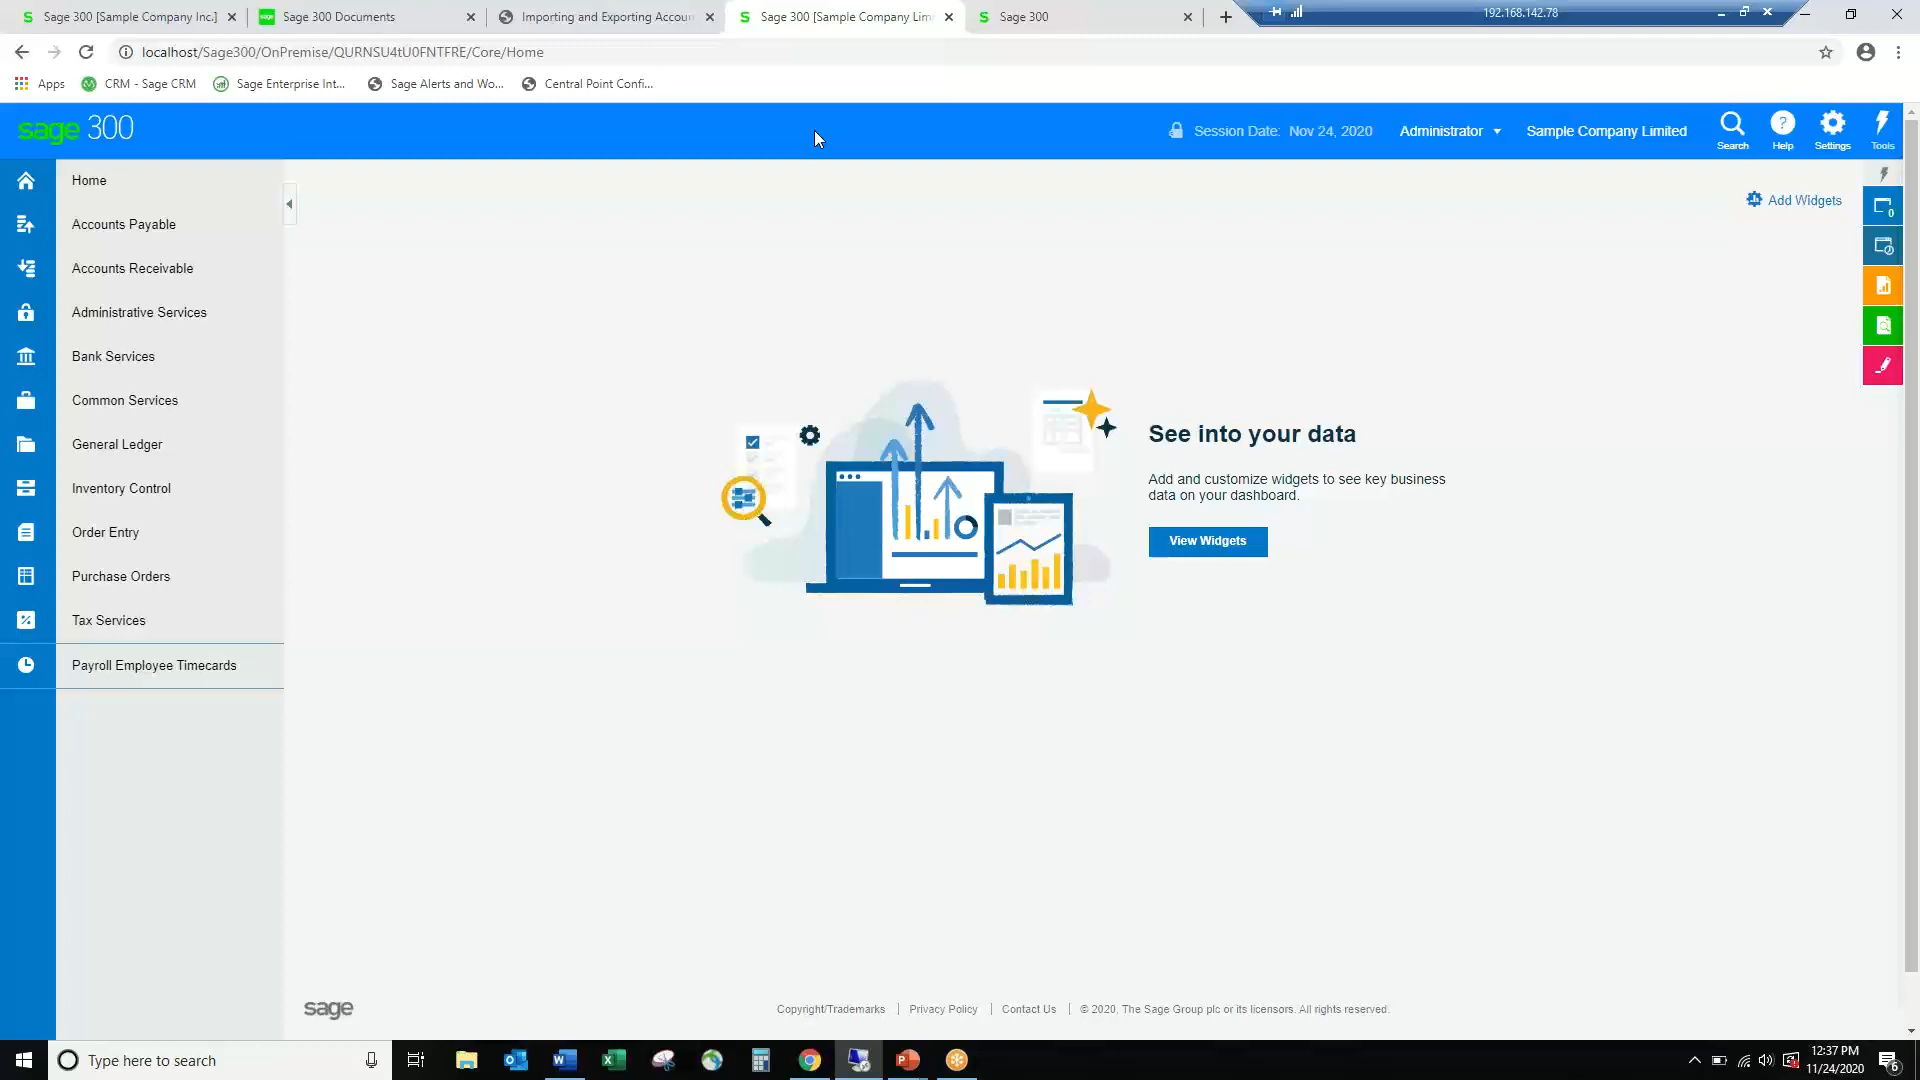 Sage 300 [Sample Company Inc.]
Sage 300 Documents
Importing and Exporting Accoun
Sage 300 [Sample Company Lim
Sage 300
192.168.142.78
localhost/Sage300/OnPremise/QURNSU4tU0FNTFRE/Core/Home
Apps
CRM - Sage CRM
Sage Enterprise Int...
Sage Alerts and Wo...
Central Point Confi...
sage 300
Session Date: Nov 24, 2020
Administrator
Sample Company Limited
Search
Help
Settings
Tools
Home
Accounts Payable
Accounts Receivable
Administrative Services
Bank Services
Common Services
General Ledger
Inventory Control
Order Entry
Purchase Orders
Tax Services
Payroll Employee Timecards
Add Widgets
0
See into your data
Add and customize widgets to see key business
data on your dashboard.
View Widgets
sage
Copyright/Trademarks
Privacy Policy
Contact Us
© 2020, The Sage Group plc or its licensors. All rights reserved.
Type here to search
12:37 PM
11/24/2020
6